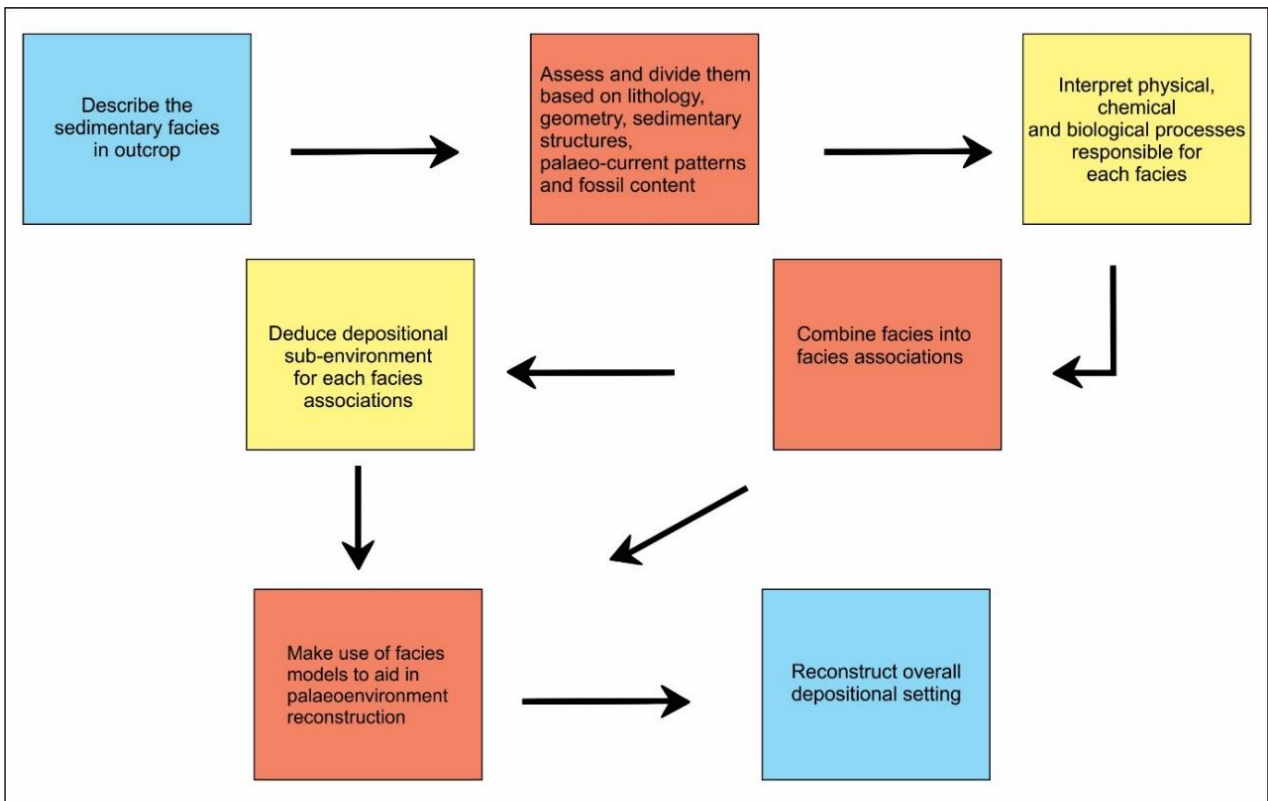 Describe the
sedimentary facies
in outcrop
Assess and divide them
based on lithology,
geometry, sedimentary
structures,
palaeo-current patterns
and fossil content
Interpret physical,
chemical
and biological processes
responsible for
each facies
Combine facies into
facies associations
Deduce depositional
sub-environment
for each facies
associations
Make use of facies
models to aid in
palaeoenvironment
reconstruction
Reconstruct overall
depositional setting